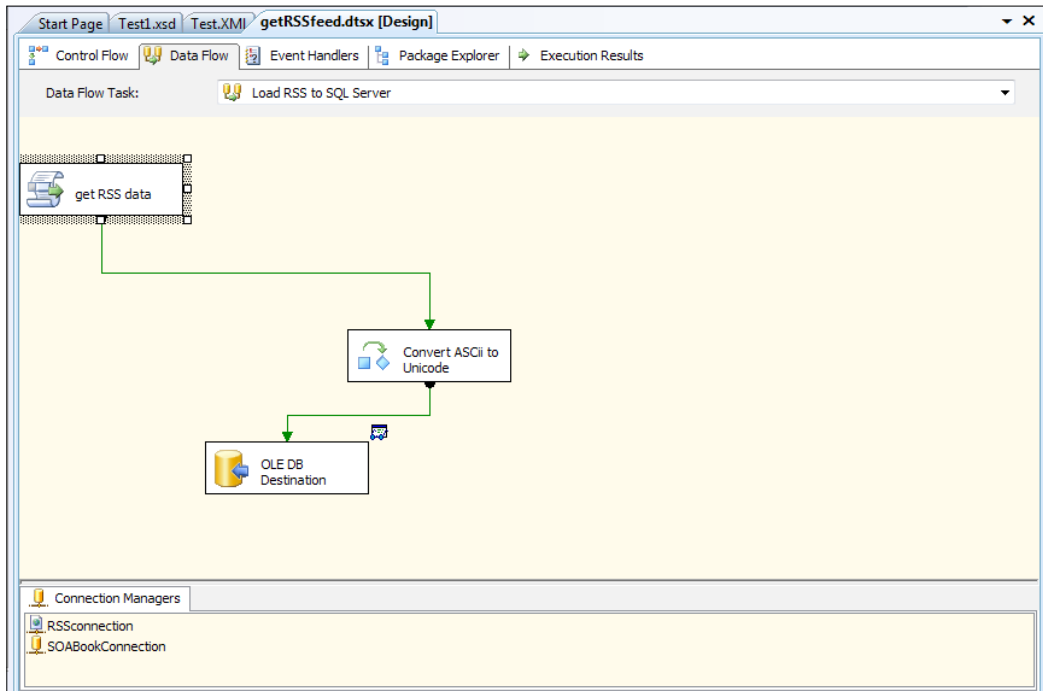 Start Page Test1.xsd Test.XMl getRSSfeed.dtsx [Design]
Control Flow Data Flow Event Handlers Package Explorer Execution Results
Data Flow Task: Load RSS to SQL Server
get RSS data
Convert ASCii to
Unicode
OLE DB
Destination
Connection Managers
RSSconnection
SOABookConnection